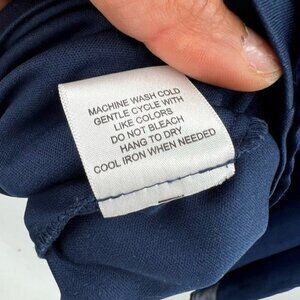 MACHINE WASH COLD
GENTLE CYCLE WITH
LIKE COLORS
DO NOT BLEACH
HANG TO DRY
COOL IRON WHEN NEEDED